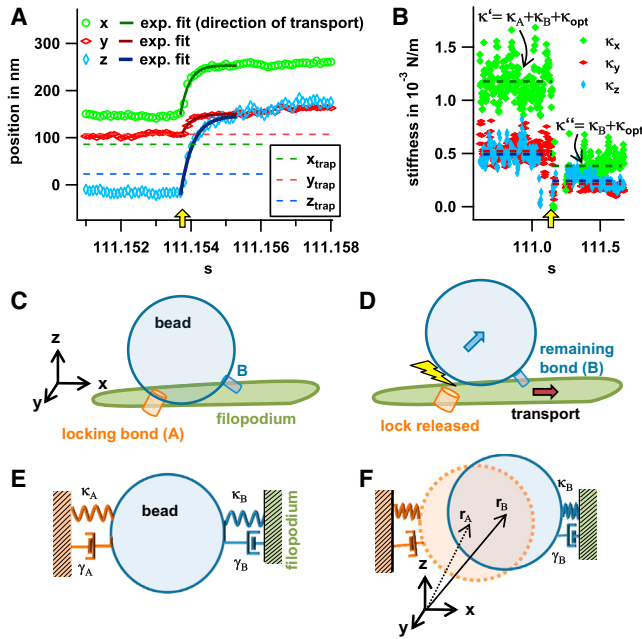 A
x exp. fit (direction of transport)
y exp. fit
z exp. fit
position in nm
300
200
100
0
x_trap
y_trap
z_trap
111.152 111.154 111.156 111.158
s
B
κ‘= κ_A+κ_B+κ_opt
κ_x
κ_y
κ_z
κ‘‘= κ_B+κ_opt
stiffness in 10⁻³ N/m
1.5
1.0
0.5
0.0
111.0 111.5
s
C
z
x
y
bead
B
locking bond (A)
filopodium
D
remaining
bond (B)
transport
lock released
E
κ_A
bead
κ_B
γ_A
γ_B
filopodium
F
r_A
r_B
κ_B
γ_B
z
x
y